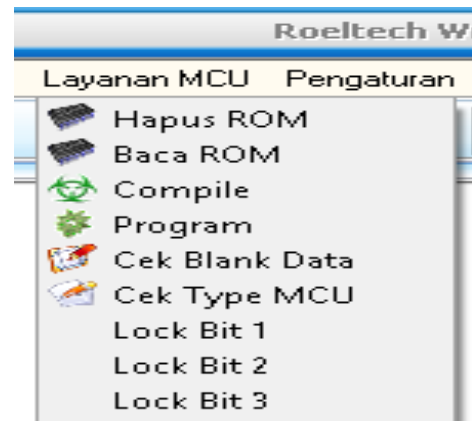 Roeltech
Layanan MCU Pengaturan
Hapus ROM
Baca ROM
Compile
Program
Cek Blank Data
Cek Type MCU
Lock Bit 1
Lock Bit 2
Lock Bit 3